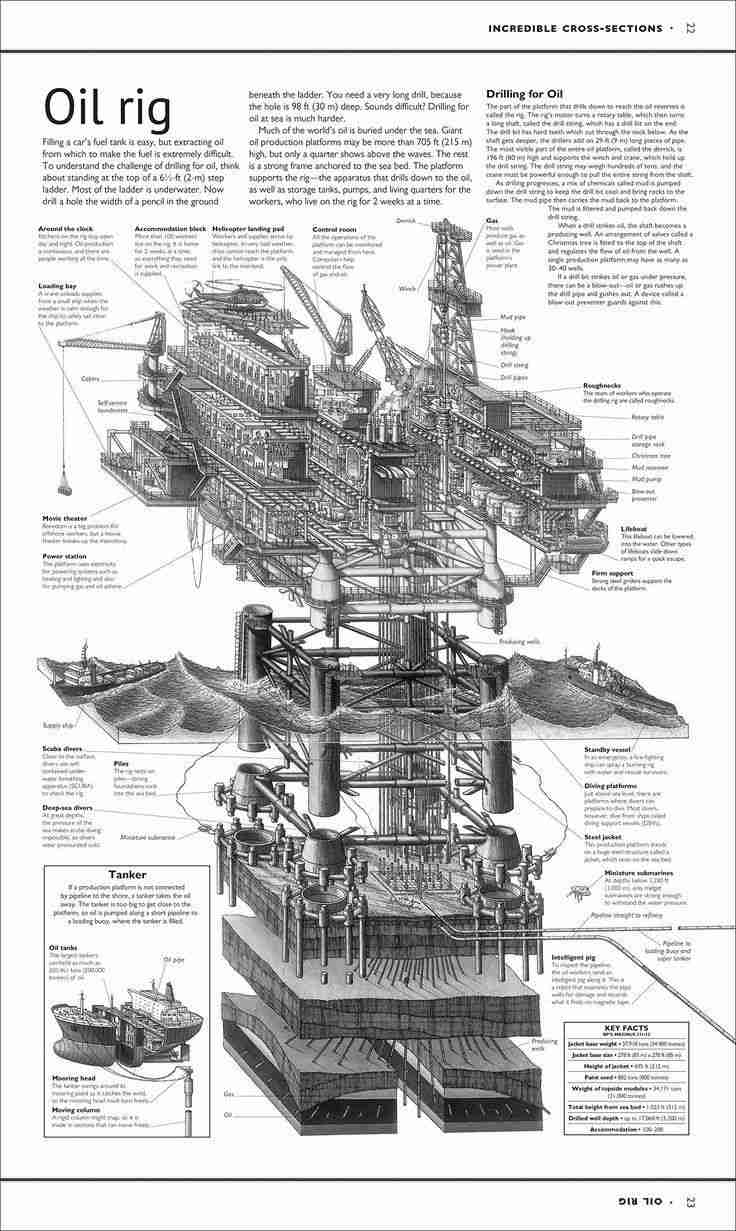 INCREDIBLE CROSS-SECTIONS • 22
Oil rig
Filling a car's fuel tank is easy, but extracting oil
from which to make the fuel is extremely difficult.
To understand the challenge of drilling for oil, think
about standing at the top of a 6½-ft (2-m) step
ladder. Most of the ladder is underwater. Now
drill a hole the width of a pencil in the ground
beneath the ladder. You need a very long drill, because
the hole is 98 ft (30 m) deep. Sounds difficult? Drilling for
oil at sea is much harder.
Much of the world's oil is buried under the sea. Giant
oil production platforms may be more than 705 ft (215 m)
high, but only a quarter shows above the waves. The rest
is a strong frame anchored to the sea bed. The platform
supports the rig—the apparatus that drills down to the oil,
as well as storage tanks, pumps, and living quarters for the
workers, who live on the rig for 2 weeks at a time.
Drilling for Oil
The part of the platform that drills down to reach the oil reserves is
called the rig. The rig's motor turns a rotary table, which then turns
a long shaft, called the drill string, which has a drill bit on the end.
The drill bit has hard teeth which cut through the rock below. As the
shaft gets deeper, the drillers add on 29-ft (9 m) long pieces of pipe.
The most visible part of the entire oil platform, called the derrick, is
196 ft (80 m) high and supports the winch and crane, which hold up
the drill string. The drill string may weigh hundreds of tons, and the
crane must be powerful enough to pull the entire string from the shaft.
As drilling progresses, a mix of chemicals called mud is pumped
down the drill string to keep the drill bit cool and bring rocks to the
surface. The mud pipe then carries the mud back to the platform.
The mud is filtered and pumped back down the
drill string.
When a drill strikes oil, the shaft becomes a
producing well. An arrangement of valves called a
Christmas tree is fitted to the top of the shaft
and regulates the flow of oil from the well. A
single production platform may have as many as
30-40 wells.
If a drill bit strikes oil or gas under pressure,
there can be a blow-out—oil or gas rushes up
the drill pipe and gushes out. A device called a
blow-out preventer guards against this.
Around the clock
Kitchens on the rig stay open
day and night. Oil production
is continuous, and there are
people working all the time.
Accommodation block
More than 100 workers
live on the rig. It is home
for 2 weeks at a time,
so everything they need
for work and recreation
is supplied.
Helicopter landing pad
Workers and supplies arrive by
helicopter. In very bad weather,
ships cannot reach the platform,
and the helicopter is the only
link to the mainland.
Control room
All the operations of the
platform can be monitored
and managed from here.
Computers help
control the flow
of gas and oil.
Derrick
Gas
Most wells
produce gas as
well as oil. Gas
is used in the
platform's
power plant.
Loading bay
A crane unloads supplies
from a small ship when the
weather is calm enough for
the ship to safely sail close
to the platform.
Winch
Mud pipe
Hook
(holding up
drilling
string)
Drill string
Drill pipes
Cabins
Self-service
laundromat
Roughnecks
The teams of workers who operate
the drilling rig are called roughnecks.
Rotary table
Drill pipe
storage rack
Christmas tree
Mud reservoir
Mud pump
Blow-out
preventer
Movie theater
Boredom is a big problem for
offshore workers, but a movie
theater breaks up the monotony.
Power station
The platform uses electricity
for powering systems such as
heating and lighting and also
for pumping gas and oil ashore.
Lifeboat
This lifeboat can be lowered
into the water. Other types
of lifeboats slide down
ramps for a quick escape.
Firm support
Strong steel girders support the
decks of the platform.
Producing wells
Supply ship
Scuba divers
Close to the surface,
divers use self-
contained under-
water breathing
apparatus (SCUBA)
to check the rig.
Piles
The rig rests on
piles—strong
foundations sunk
into the sea bed.
Deep-sea divers
At great depths,
the pressure of the
sea makes scuba diving
impossible, so divers
wear pressurized suits.
Miniature submarine
Standby vessel
In an emergency, a fire-fighting
ship can spray a burning rig
with water and rescue survivors.
Diving platforms
Just above sea level, there are
platforms where divers can
prepare to dive. Most divers,
however, dive from ships called
diving support vessels (DSVs).
Steel jacket
This production platform stands
on a huge steel structure called a
jacket, which rests on the sea bed.
Miniature submarines
At depths below
(1,000 m), only midget
submarines are strong enough
to withstand the water pressure.
Pipeline straight to refinery
Pipeline to
loading buoy and
super tanker
Intelligent pig
To inspect the pipeline,
the oil workers send an
intelligent pig along it. This is
a robot that examines the pipe
walls for damage and records
what it finds on magnetic tape.
Tanker
If a production platform is not connected
by pipeline to the shore, a tanker takes the oil
away. The tanker is too big to get close to the
platform, so oil is pumped along a short pipeline to
a loading buoy, where the tanker is filled.
Oil tanks
The largest tankers
can hold as much as
tons (500,000
tonnes) of oil.
Oil pipe
Mooring head
The tanker swings around its
mooring point as it catches the wind,
so the mooring head must turn freely.
Moving column
A rigid column might snap, so it is
made in sections that can move freely.
Gas
Oil
Producing
wells
KEY FACTS
Jacket base weight • (34,400 tonnes)
Jacket base size • 278 ft (85 m) x 278 ft (85 m)
Height of jacket • 695 ft (212 m)
Paint used • 882 tons (800 tonnes)
Weight of topside modules • 34,171 tons
(31,000 tonnes)
Total height from sea bed • 1,023 ft (312 m)
Drilled well depth • up to 17,060 ft (5,200 m)
Accommodation • 100-200
OIL RIG • 23